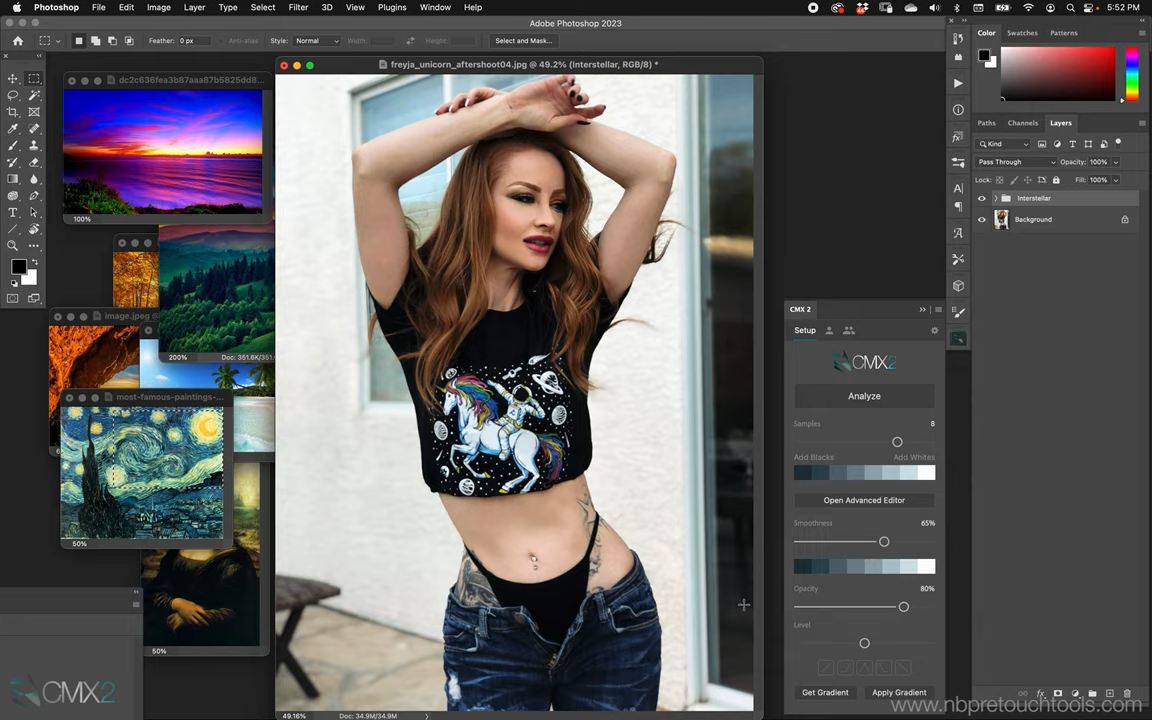 Photoshop File Edit Image Layer Type Select Filter 3D View Plugins Window Help 5:52 PM
Adobe Photoshop 2023
Feather: 0 px Anti-alias Style: Normal Width: Height: Select and Mask...
Color Swatches Patterns
freyja_unicorn_aftershoot04.jpg @ 49.2% (Interstellar, RGB/8) *
dc2c636fea3b87aaa87b5825dd8...
100%
Paths Channels Layers
Kind
Pass Through Opacity: 100%
Lock: Fill: 100%
Interstellar
Background
image.jpeg @
200% Doc: 351.6K/351
most-famous-paintings-...
50%
50%
CMX 2
Setup
CMX2
Analyze
Samples 8
Add Blacks Add Whites
Open Advanced Editor
Smoothness 65%
Opacity 80%
Level
Get Gradient Apply Gradient
CMX2
49.16% Doc: 34.9M/34.9M
www.nbpretouchtools.com